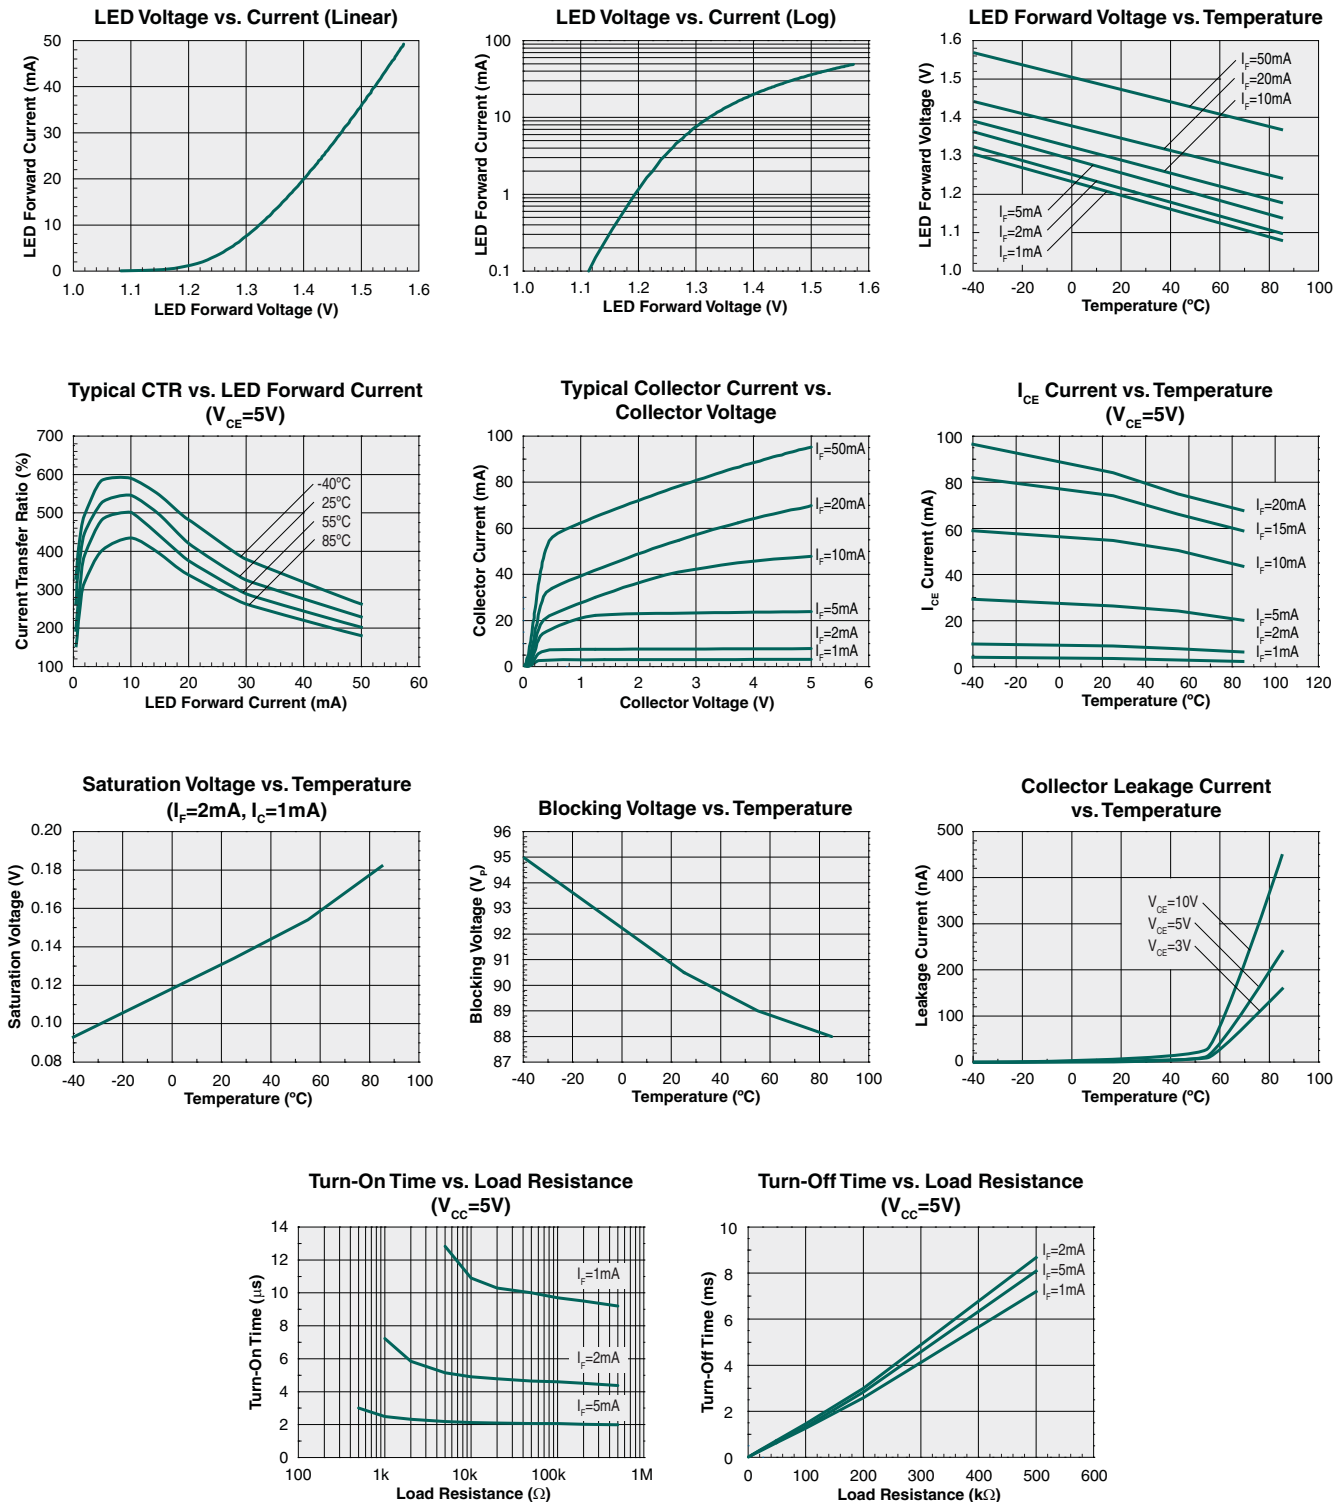 LED Voltage vs. Current (Linear)
LED Forward Current (mA)
50
40
30
20
10
0
1.0 1.1 1.2 1.3 1.4 1.5 1.6
LED Forward Voltage (V)
LED Voltage vs. Current (Log)
LED Forward Current (mA)
100
10
1
0.1
1.0 1.1 1.2 1.3 1.4 1.5 1.6
LED Forward Voltage (V)
LED Forward Voltage vs. Temperature
LED Forward Voltage (V)
1.6
1.5
1.4
1.3
1.2
1.1
1.0
IF=50mA
IF=20mA
IF=10mA
IF=5mA
IF=2mA
IF=1mA
-40 -20 0 20 40 60 80 100
Temperature (ºC)
Typical CTR vs. LED Forward Current
(VCE=5V)
Current Transfer Ratio (%)
700
600
500
400
300
200
100
-40ºC
25ºC
55ºC
85ºC
0 10 20 30 40 50 60
LED Forward Current (mA)
Typical Collector Current vs.
Collector Voltage
Collector Current (mA)
100
80
60
40
20
0
IF=50mA
IF=20mA
IF=10mA
IF=5mA
IF=2mA
IF=1mA
0 1 2 3 4 5 6
Collector Voltage (V)
ICE Current vs. Temperature
(VCE=5V)
ICE Current (mA)
100
80
60
40
20
0
IF=20mA
IF=15mA
IF=10mA
IF=5mA
IF=2mA
IF=1mA
-40 -20 0 20 40 60 80 100 120
Temperature (ºC)
Saturation Voltage vs. Temperature
(IF=2mA, IC=1mA)
Saturation Voltage (V)
0.20
0.18
0.16
0.14
0.12
0.10
0.08
-40 -20 0 20 40 60 80 100
Temperature (ºC)
Blocking Voltage vs. Temperature
Blocking Voltage (VP)
96
95
94
93
92
91
90
89
88
87
-40 -20 0 20 40 60 80 100
Temperature (ºC)
Collector Leakage Current
vs. Temperature
Leakage Current (nA)
500
400
300
200
100
0
VCE=10V
VCE=5V
VCE=3V
-40 -20 0 20 40 60 80 100
Temperature (ºC)
Turn-On Time vs. Load Resistance
(VCC=5V)
Turn-On Time (μs)
14
12
10
8
6
4
2
0
IF=1mA
IF=2mA
IF=5mA
100 1k 10k 100k 1M
Load Resistance (Ω)
Turn-Off Time vs. Load Resistance
(VCC=5V)
Turn-Off Time (ms)
10
8
6
4
2
0
IF=2mA
IF=5mA
IF=1mA
0 100 200 300 400 500 600
Load Resistance (kΩ)